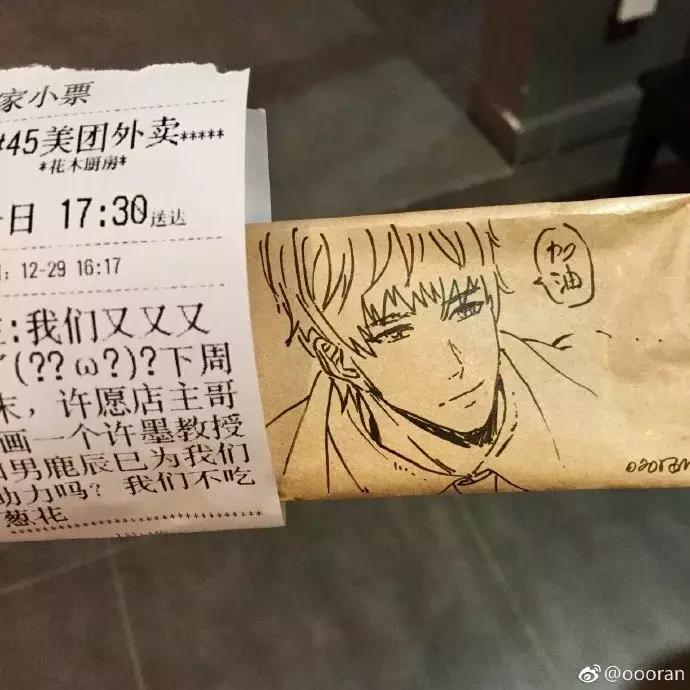 家小票
#45美团外卖*****
*花木厨房*
日 17:30送达
: 12-29 16:17
:我们又又又
(??ω?)?下周
末，许愿店主哥
画一个许墨教授
男鹿辰巳为我们
助力吗? 我们不吃
葱花
*************************
加油
oooran
@oooran